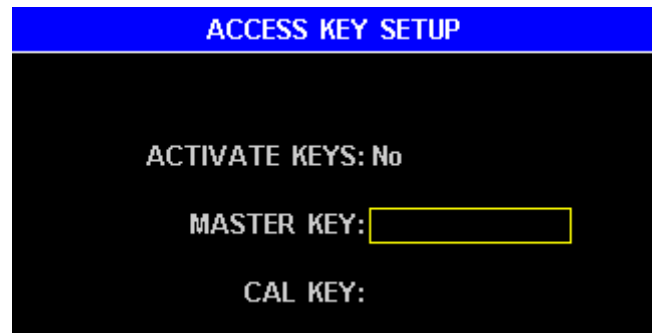 ACCESS KEY SETUP
ACTIVATE KEYS: No
MASTER KEY:
CAL KEY: